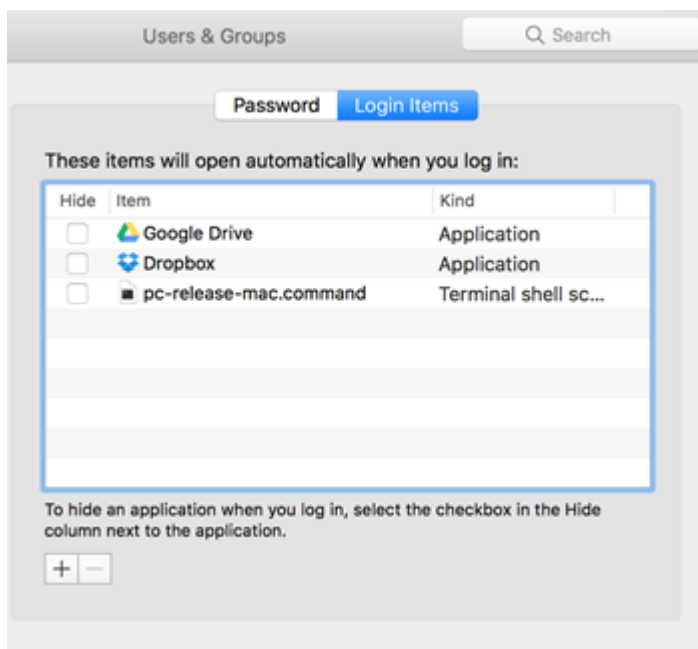 Users & Groups
Search
Password
Login Items
These items will open automatically when you log in:
Hide Item Kind
Google Drive Application
Dropbox Application
pc-release-mac.command Terminal shell sc...
To hide an application when you log in, select the checkbox in the Hide
column next to the application.
+ −